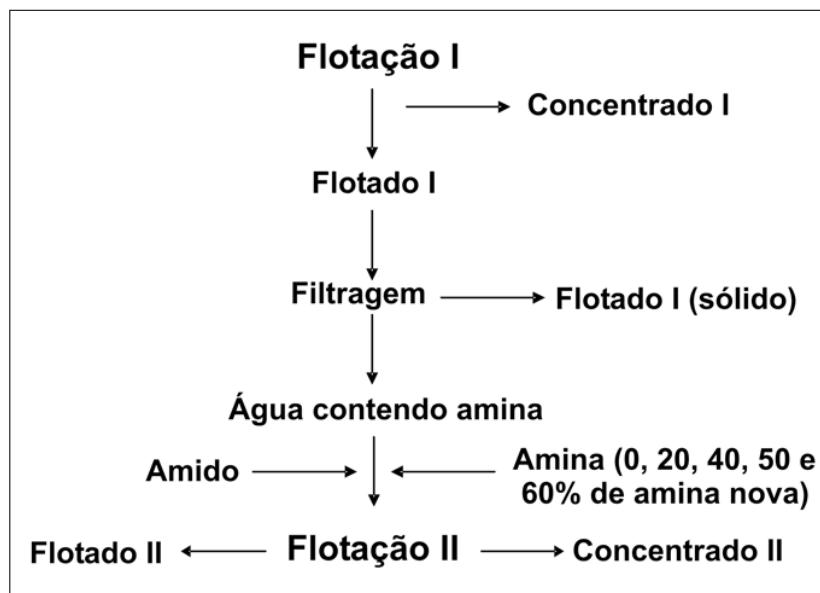 Flotação I
Concentrado I
Flotado I
Filtragem
Flotado I (sólido)
Água contendo amina
Amido
Amina (0, 20, 40, 50 e
60% de amina nova)
Flotado II
Flotação II
Concentrado II